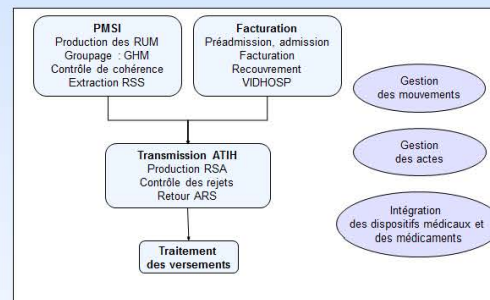 PMSI
Production des RUM
Groupage : GHM
Contrôle de cohérence
Extraction RSS
Facturation
Préadmission, admission
Facturation
Recouvrement
VIDHOSP
Gestion
des mouvements
Gestion
des actes
Transmission ATIH
Production RSA
Contrôle des rejets
Retour ARS
Intégration
des dispositifs médicaux et
des médicaments
Traitement
des versements